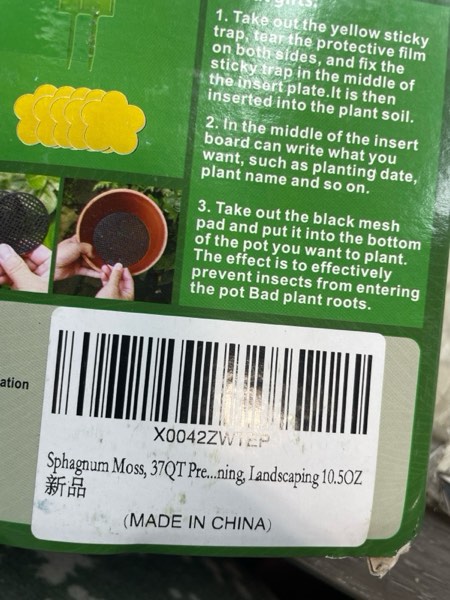 1. Take out the yellow sticky
trap, tear the protective film
on both sides, and fix the
sticky trap in the middle of
the insert plate.It is then
inserted into the plant soil.
2. In the middle of the insert
board can write what you
want, such as planting date,
plant name and so on.
3. Take out the black mesh
pad and put it into the bottom
of the pot you want to plant.
The effect is to effectively
prevent insects from entering
the pot Bad plant roots.
ation
Sphagnum Moss, 37QT Pre...ning, Landscaping 10.5OZ
新品
(MADE IN CHINA)